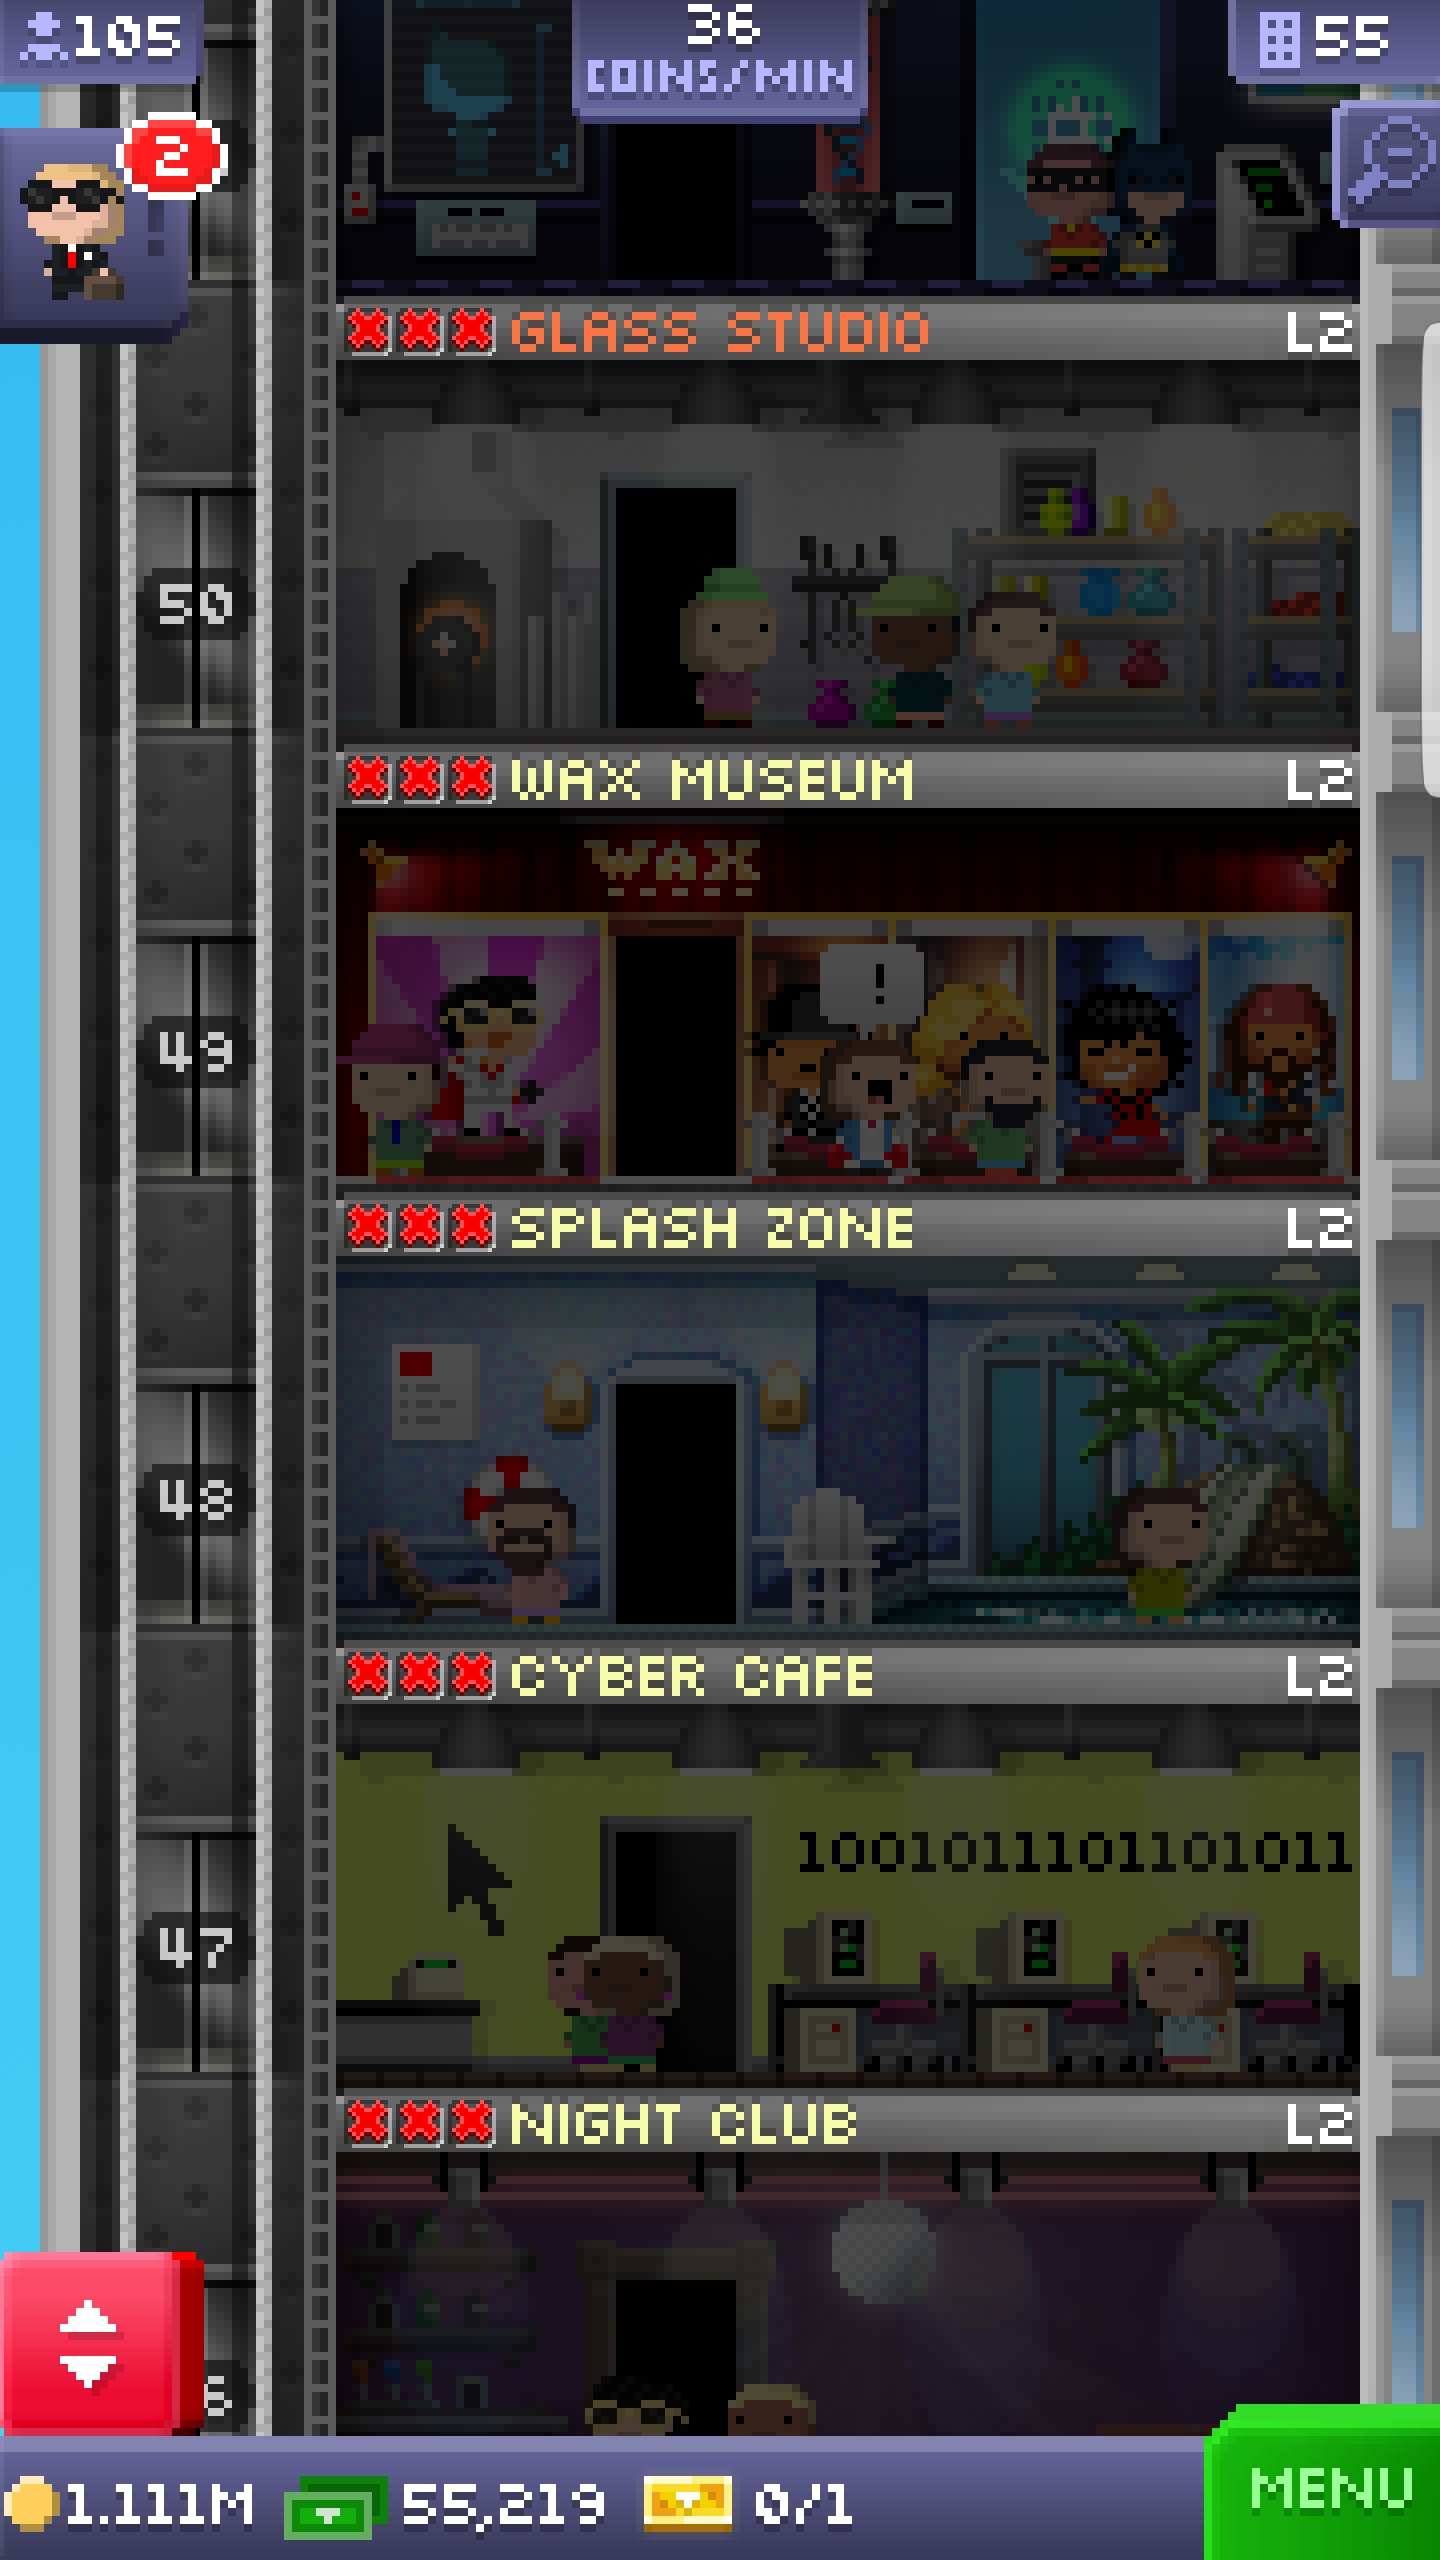 105
36
COINS/MIN
55
2
GLASS STUDIO L2
50
WAX MUSEUM L2
WAX
!
49
SPLASH ZONE L2
48
CYBER CAFE L2
1001011101101011
47
NIGHT CLUB L2
6
1.111M 55,219 0/1
MENU